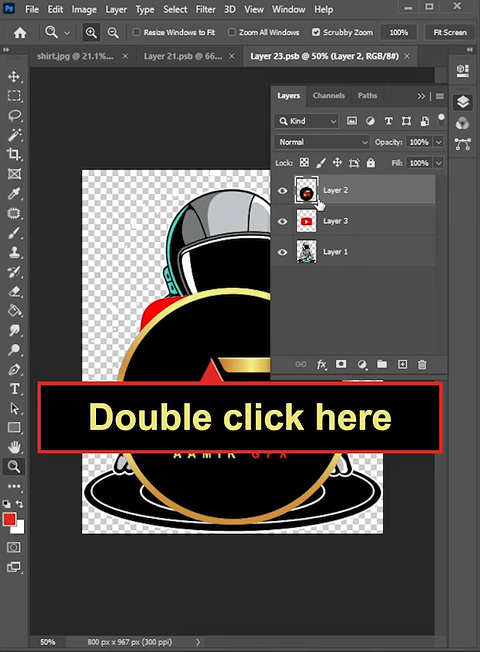 Ps File Edit Image Layer Type Select Filter 3D View Window Help
Resize Windows to Fit Zoom All Windows Scrubby Zoom 100% Fit Screen
shirt.jpg @ 21.1%... × Layer 21.psb @ 66... × Layer 23.psb @ 50% (Layer 2, RGB/8#) ×
Layers Channels Paths
Kind
Normal Opacity: 100%
Lock: Fill: 100%
Layer 2
Layer 3
Layer 1
fx
Double click here
AAMIR GFX
50% 800 px x 967 px (300 ppi)